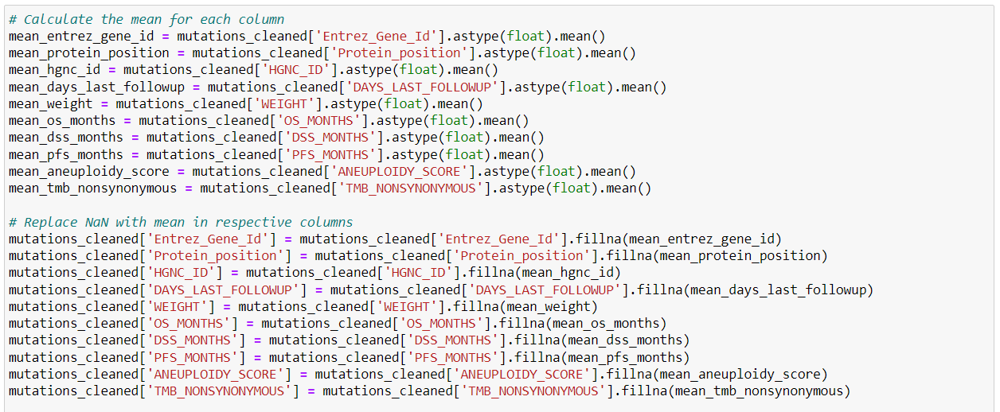 # Calculate the mean for each column
mean_entrez_gene_id = mutations_cleaned['Entrez_Gene_Id'].astype(float).mean()
mean_protein_position = mutations_cleaned['Protein_position'].astype(float).mean()
mean_hgnc_id = mutations_cleaned['HGNC_ID'].astype(float).mean()
mean_days_last_followup = mutations_cleaned['DAYS_LAST_FOLLOWUP'].astype(float).mean()
mean_weight = mutations_cleaned['WEIGHT'].astype(float).mean()
mean_os_months = mutations_cleaned['OS_MONTHS'].astype(float).mean()
mean_dss_months = mutations_cleaned['DSS_MONTHS'].astype(float).mean()
mean_pfs_months = mutations_cleaned['PFS_MONTHS'].astype(float).mean()
mean_aneuploidy_score = mutations_cleaned['ANEUPLOIDY_SCORE'].astype(float).mean()
mean_tmb_nonsynonymous = mutations_cleaned['TMB_NONSYNONYMOUS'].astype(float).mean()
# Replace NaN with mean in respective columns
mutations_cleaned['Entrez_Gene_Id'] = mutations_cleaned['Entrez_Gene_Id'].fillna(mean_entrez_gene_id)
mutations_cleaned['Protein_position'] = mutations_cleaned['Protein_position'].fillna(mean_protein_position)
mutations_cleaned['HGNC_ID'] = mutations_cleaned['HGNC_ID'].fillna(mean_hgnc_id)
mutations_cleaned['DAYS_LAST_FOLLOWUP'] = mutations_cleaned['DAYS_LAST_FOLLOWUP'].fillna(mean_days_last_followup)
mutations_cleaned['WEIGHT'] = mutations_cleaned['WEIGHT'].fillna(mean_weight)
mutations_cleaned['OS_MONTHS'] = mutations_cleaned['OS_MONTHS'].fillna(mean_os_months)
mutations_cleaned['DSS_MONTHS'] = mutations_cleaned['DSS_MONTHS'].fillna(mean_dss_months)
mutations_cleaned['PFS_MONTHS'] = mutations_cleaned['PFS_MONTHS'].fillna(mean_pfs_months)
mutations_cleaned['ANEUPLOIDY_SCORE'] = mutations_cleaned['ANEUPLOIDY_SCORE'].fillna(mean_aneuploidy_score)
mutations_cleaned['TMB_NONSYNONYMOUS'] = mutations_cleaned['TMB_NONSYNONYMOUS'].fillna(mean_tmb_nonsynonymous)